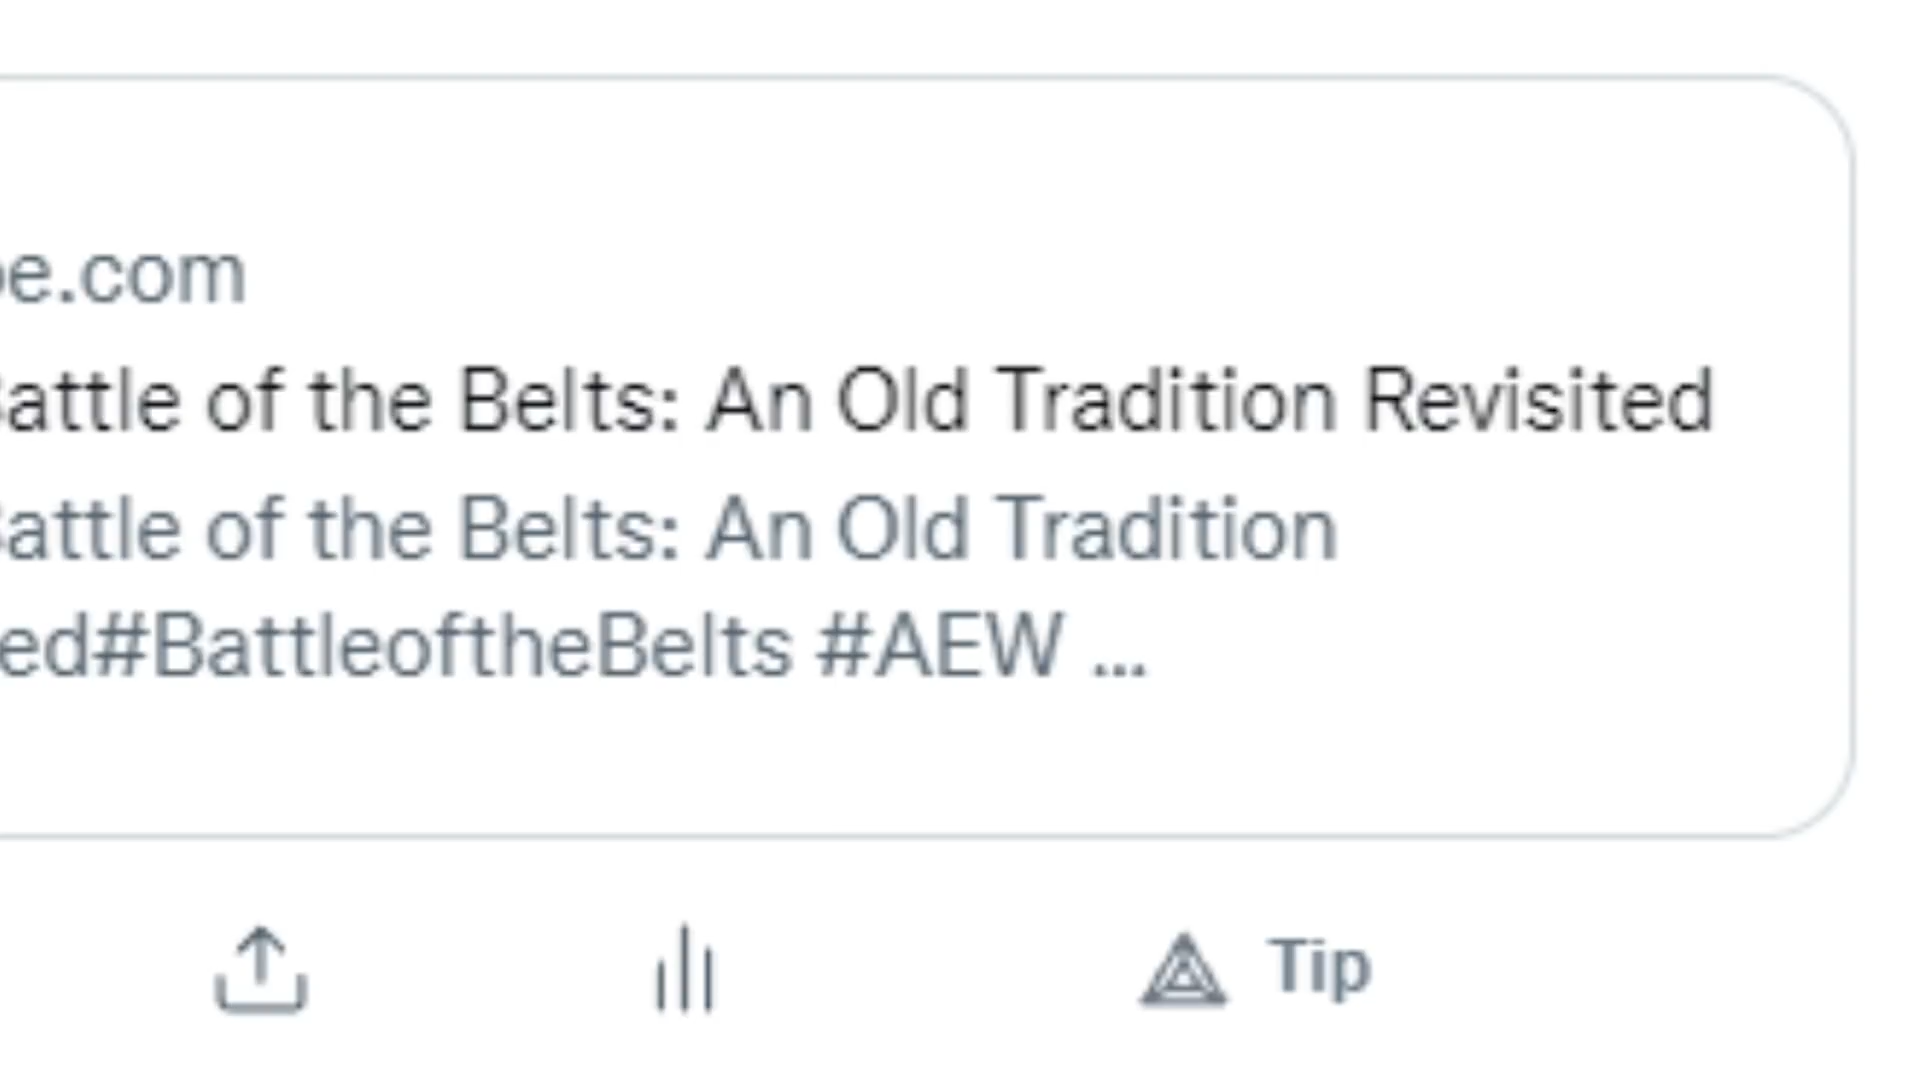 e.com
attle of the Belts: An Old Tradition Revisited
attle of the Belts: An Old Tradition
ed#BattleoftheBelts #AEW ...
Tip